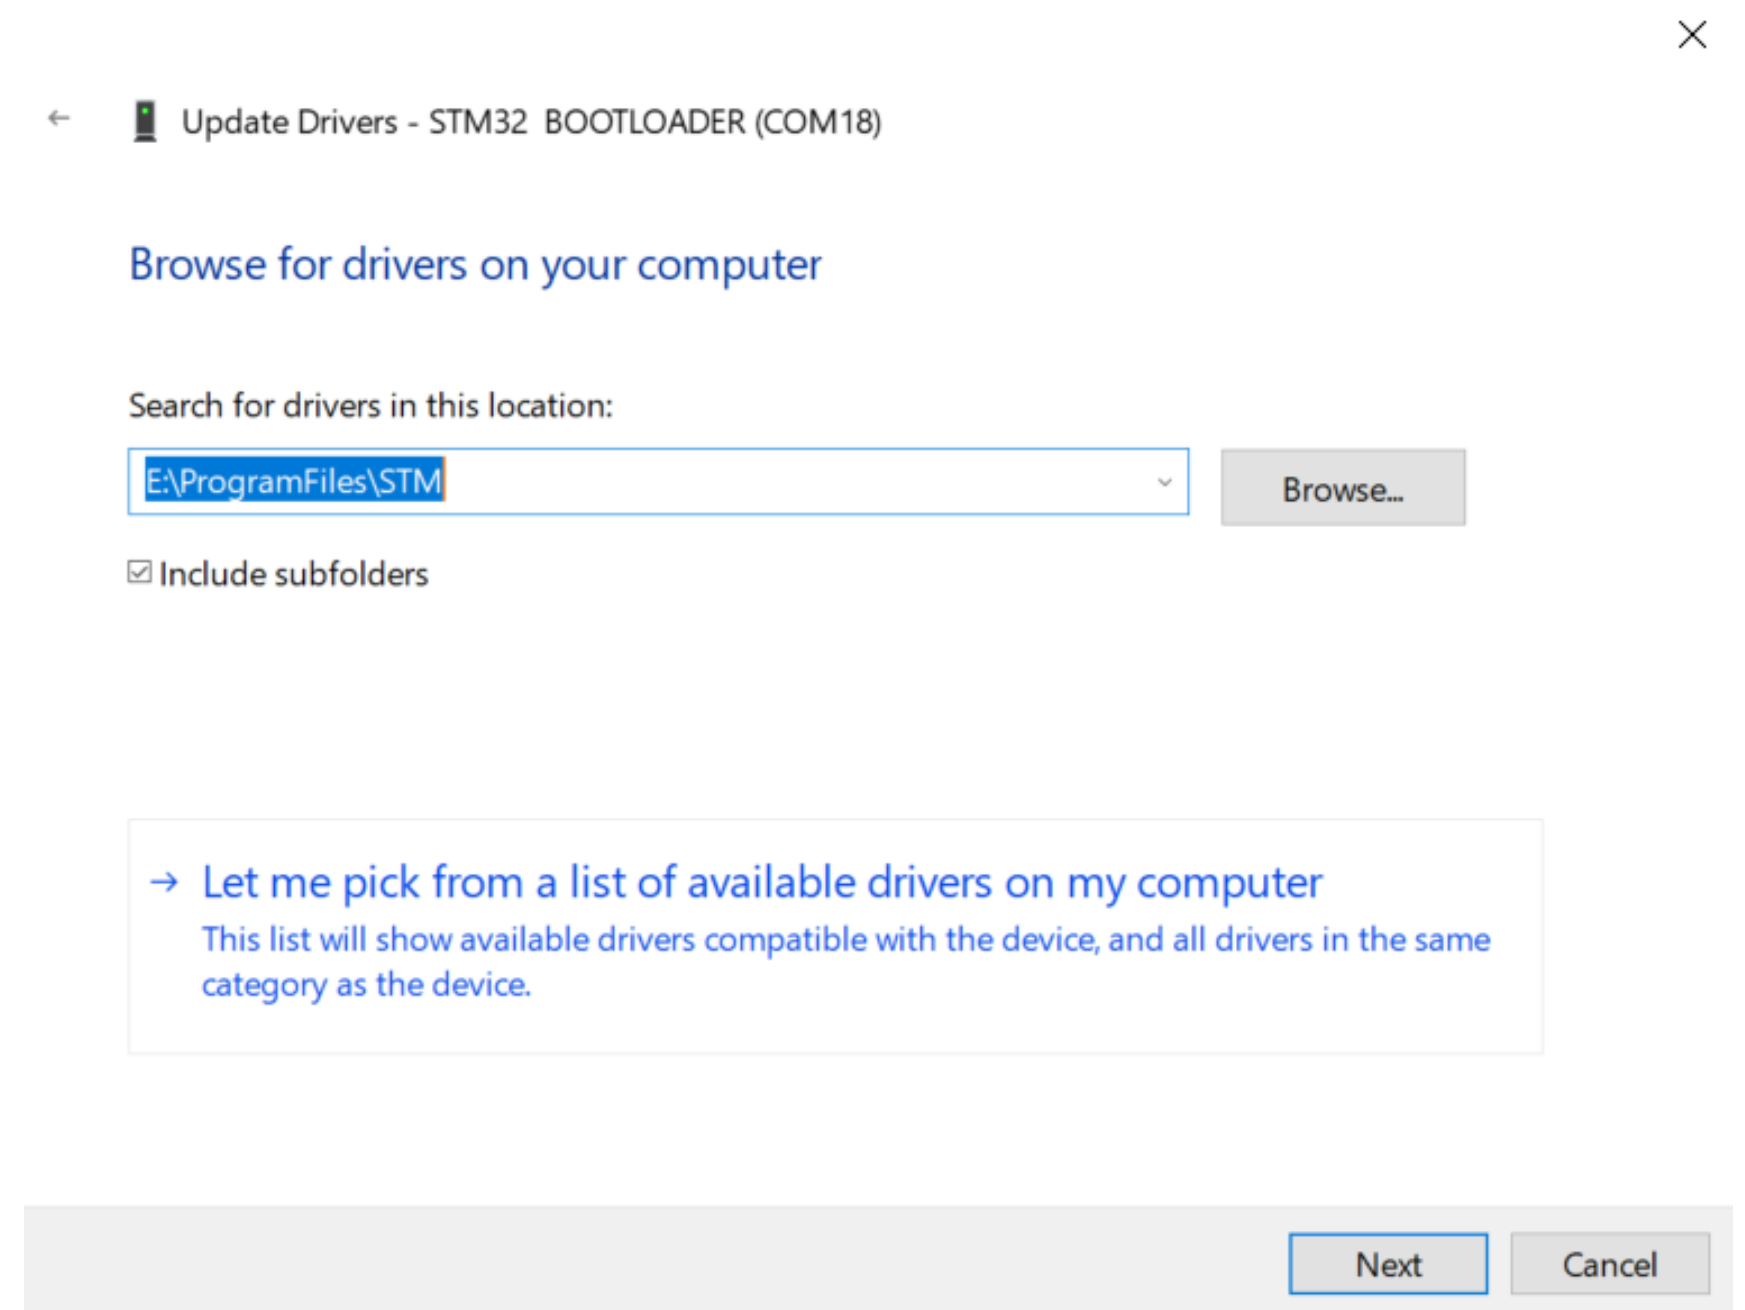 Update Drivers - STM32  BOOTLOADER (COM18)
Browse for drivers on your computer
Search for drivers in this location:
E:\ProgramFiles\STM
Browse...
Include subfolders
Let me pick from a list of available drivers on my computer
This list will show available drivers compatible with the device, and all drivers in the same
category as the device.
Next
Cancel